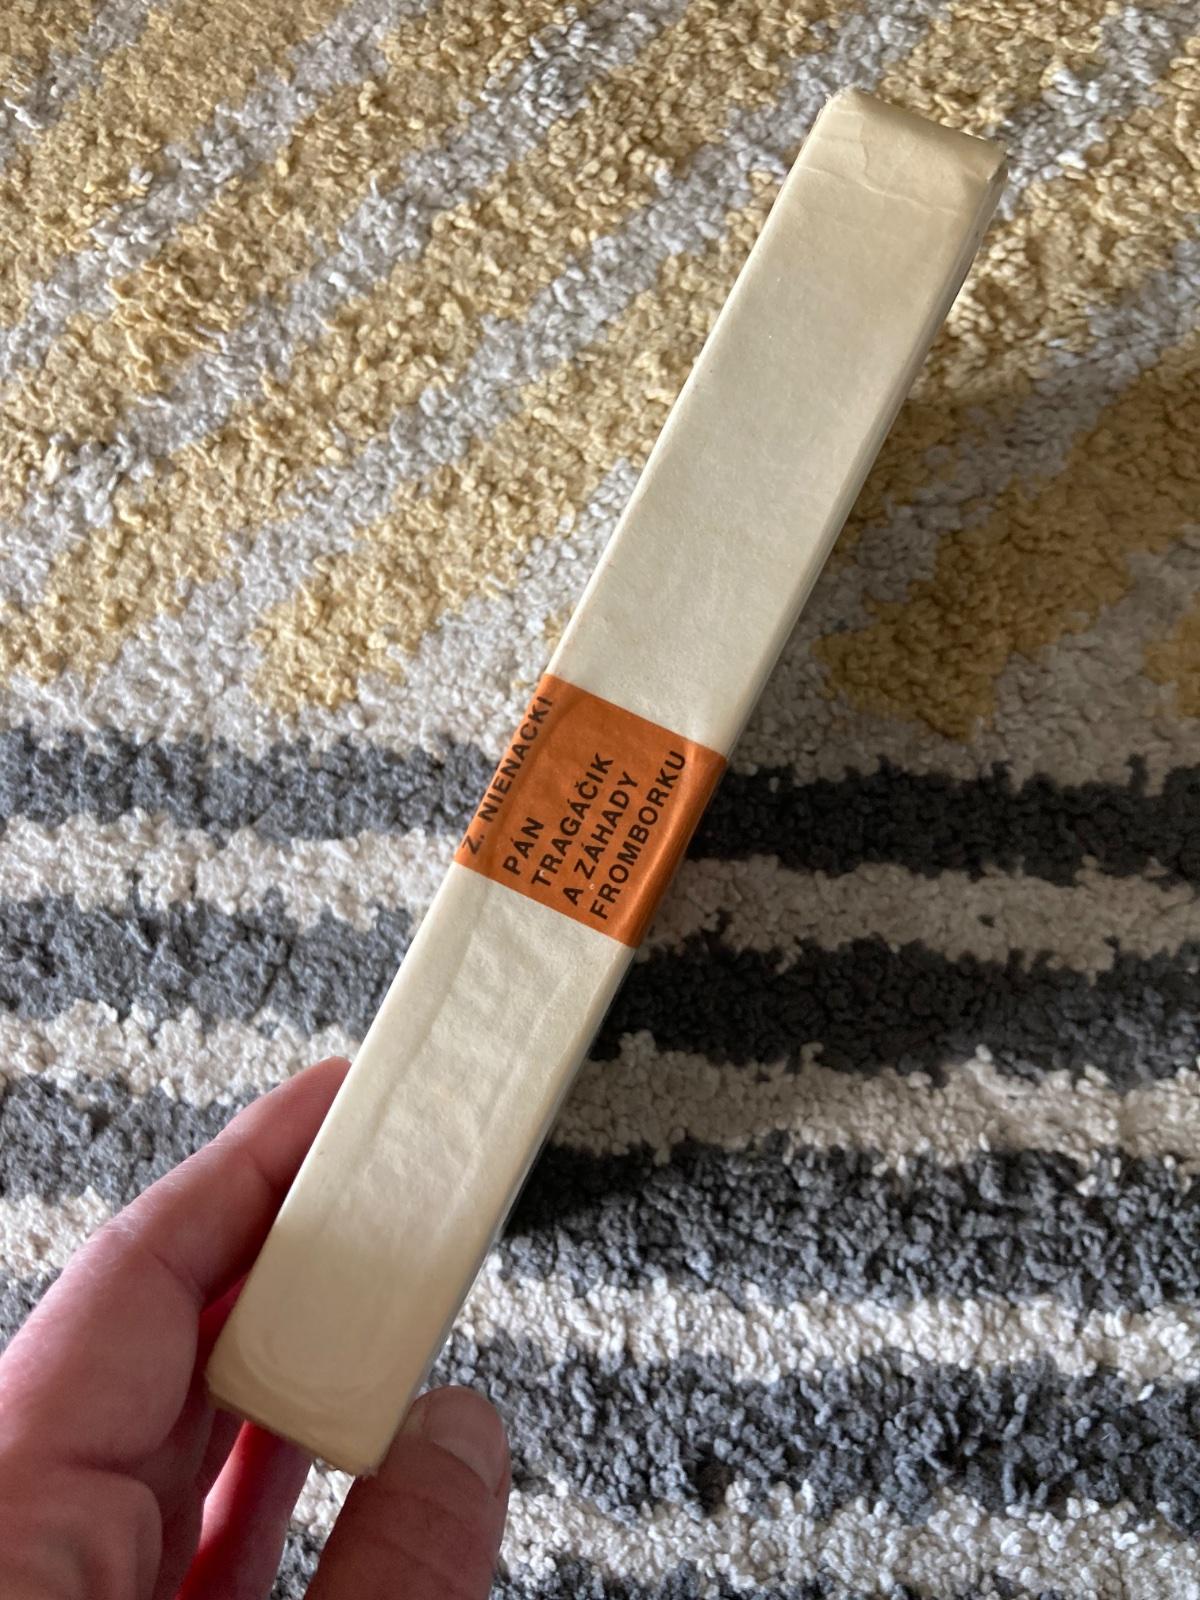 Z. NIENACKI
PÁN
TRAGÁČIK
A ZÁHADY
FROMBORKU